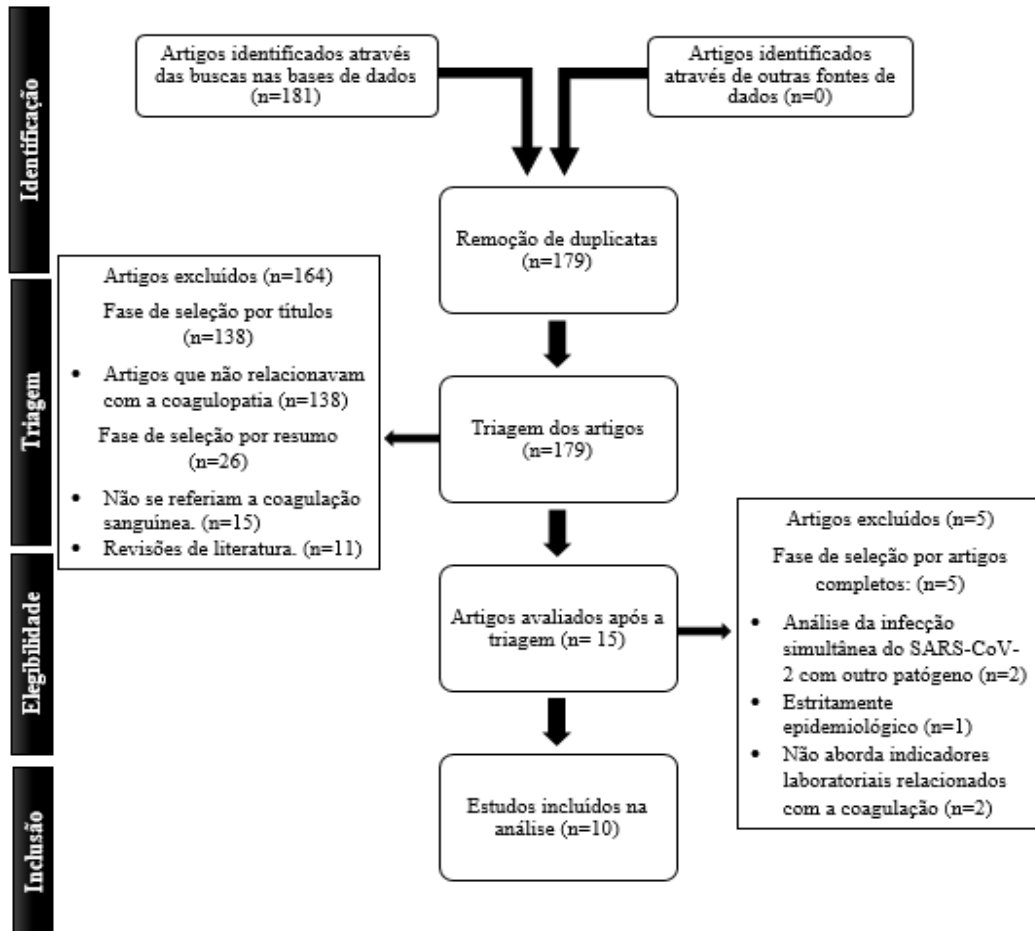 Identificação
Artigos identificados através
das buscas nas bases de dados
(n=181)
Artigos identificados
através de outras fontes de
dados (n=0)
Remoção de duplicatas
(n=179)
Triagem
Artigos excluídos (n=164)
Fase de seleção por títulos
(n=138)
• Artigos que não relacionavam
com a coagulopatia (n=138)
Fase de seleção por resumo
(n=26)
• Não se referiam a coagulação
sanguínea. (n=15)
• Revisões de literatura. (n=11)
Triagem dos artigos
(n=179)
Elegibilidade
Artigos avaliados após a
triagem (n= 15)
Artigos excluídos (n=5)
Fase de seleção por artigos
completos: (n=5)
• Análise da infecção
simultânea do SARS-CoV-
2 com outro patógeno (n=2)
• Estritamente
epidemiológico (n=1)
• Não aborda indicadores
laboratoriais relacionados
com a coagulação (n=2)
Inclusão
Estudos incluídos na
análise (n=10)